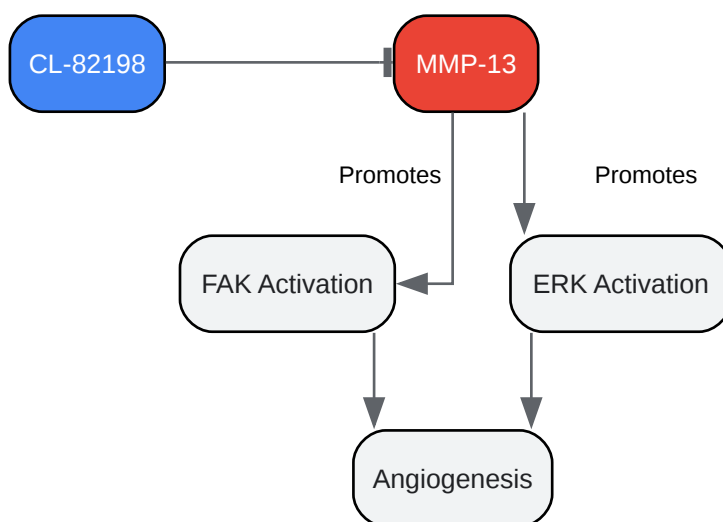 CL-82198
MMP-13
Promotes
Promotes
FAK Activation
ERK Activation
Angiogenesis